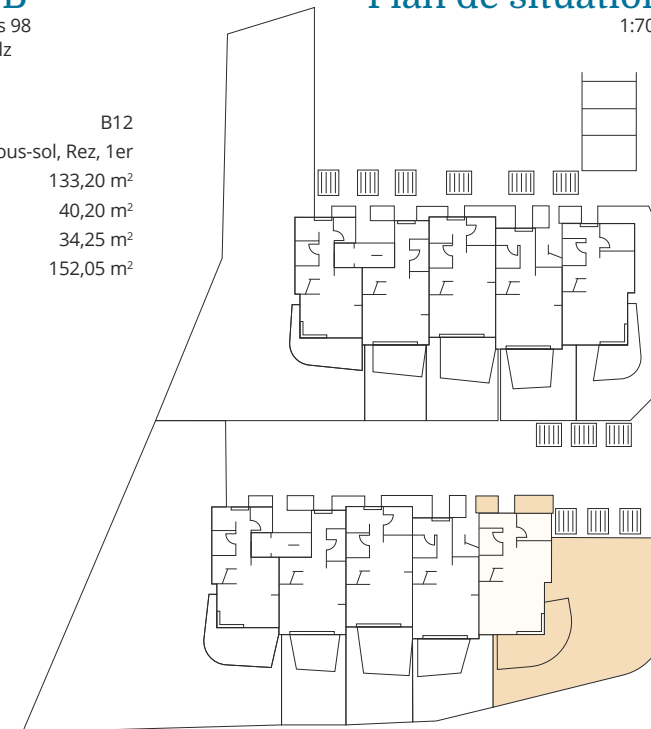 B
s 98
lz
Plan de situation
1:70
B12
ous-sol, Rez, 1er
133,20 m²
40,20 m²
34,25 m²
152,05 m²